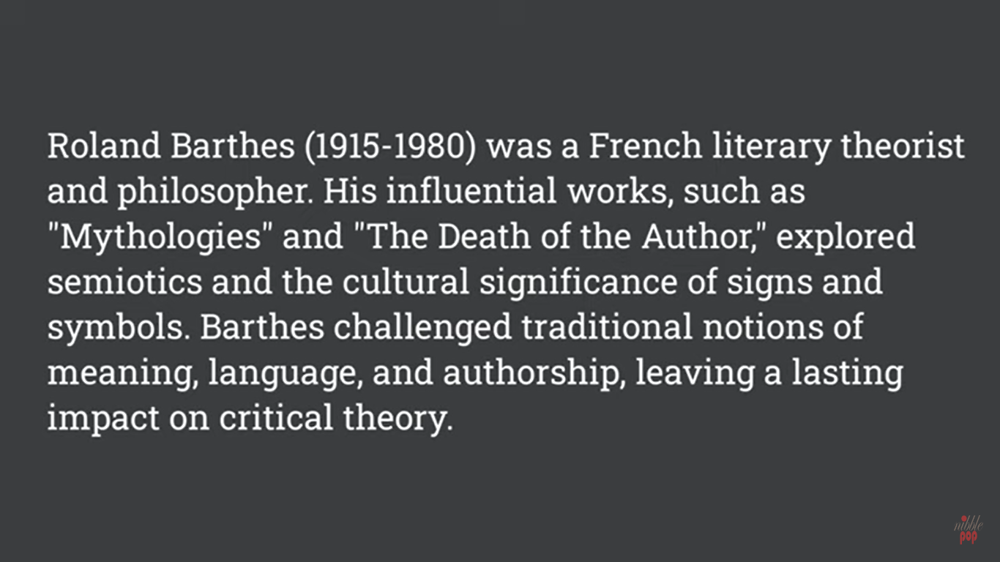 Roland Barthes (1915-1980) was a French literary theorist
and philosopher. His influential works, such as
"Mythologies" and "The Death of the Author," explored
semiotics and the cultural significance of signs and
symbols. Barthes challenged traditional notions of
meaning, language, and authorship, leaving a lasting
impact on critical theory.
nibble
pop